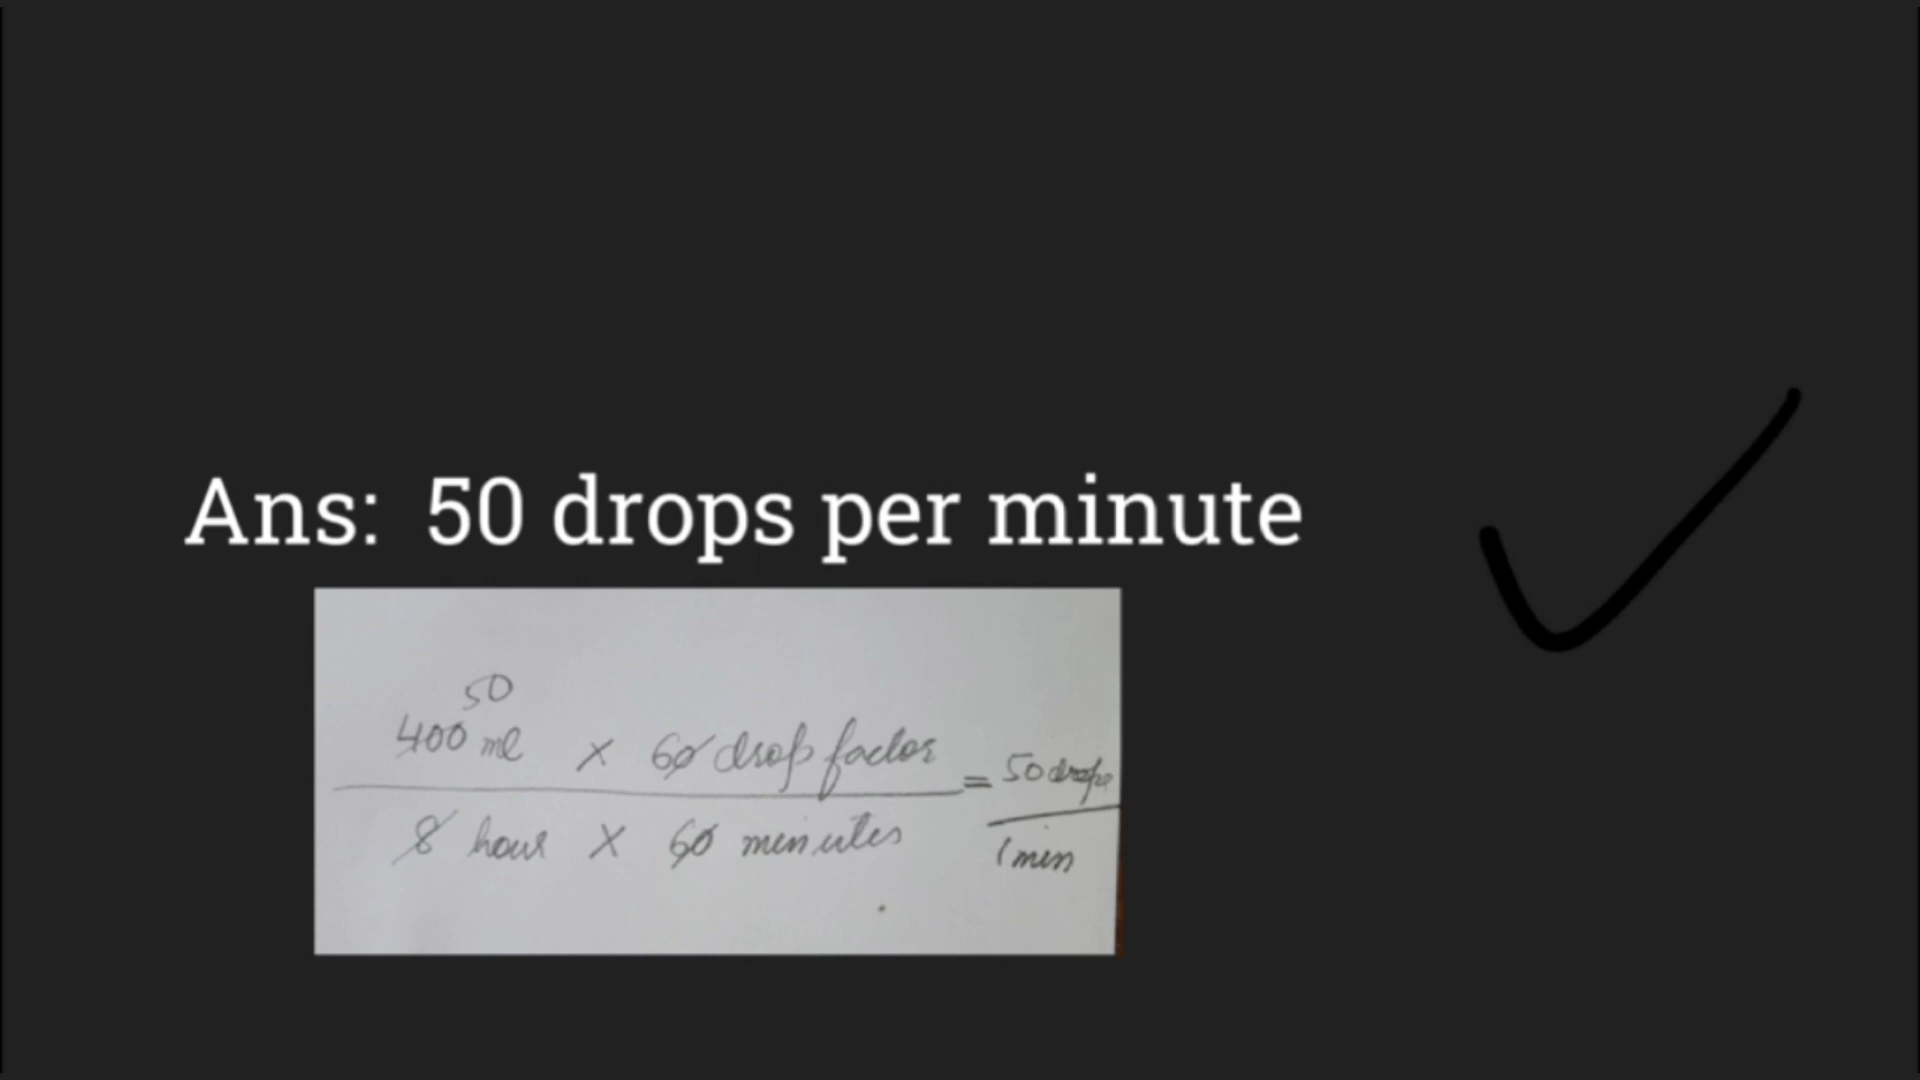 Ans: 50 drops per minute
50
400 ml × 60 drop factor = 50 drops
8 hour × 60 minutes 1 min